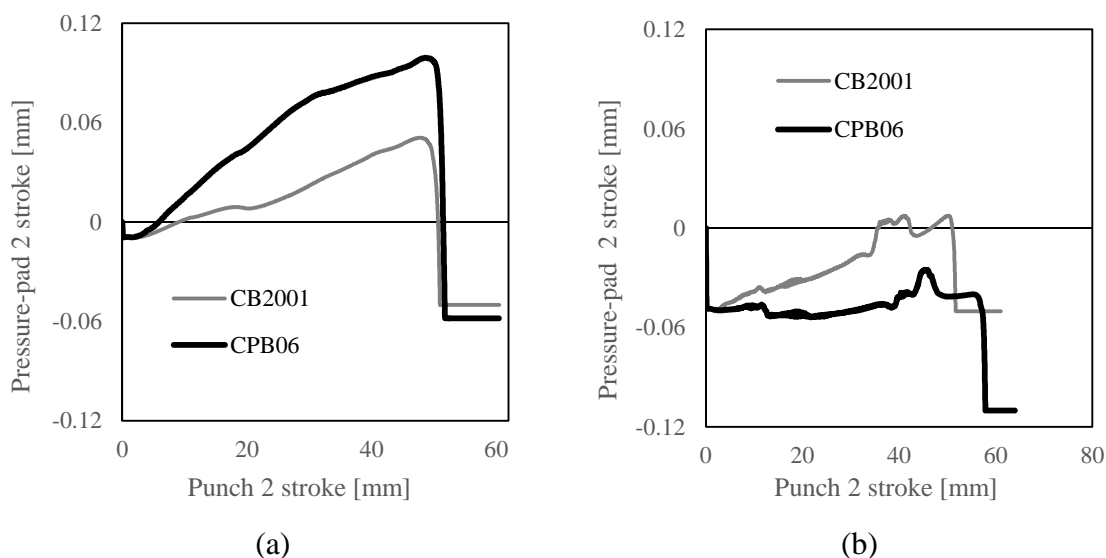 0.12
0.06
0
-0.06
-0.12
Pressure-pad 2 stroke [mm]
CB2001
CPB06
0
20
40
60
Punch 2 stroke [mm]
(a)
0.12
0.06
0
-0.06
-0.12
Pressure-pad 2 stroke [mm]
CB2001
CPB06
0
20
40
60
80
Punch 2 stroke [mm]
(b)